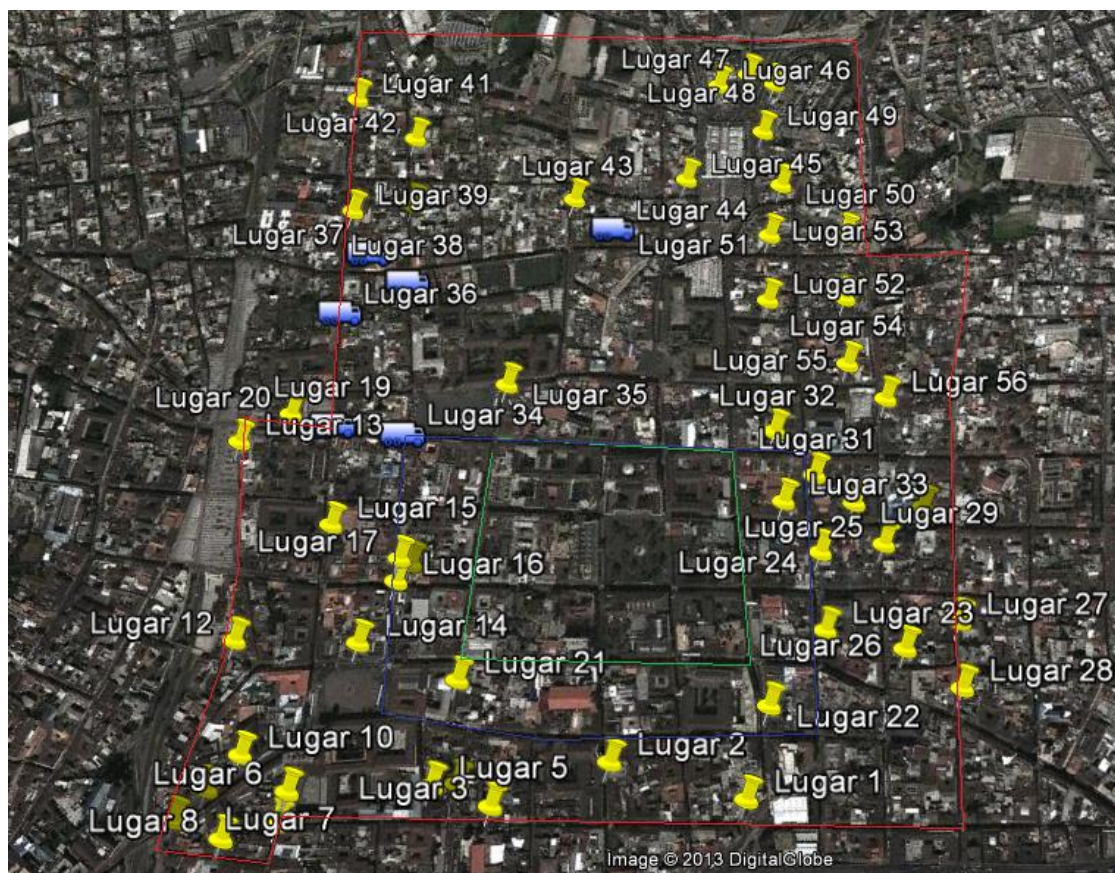 Lugar 47
Lugar 46
Lugar 41
Lugar 48
Lugar 42
Lugar 49
Lugar 43
Lugar 45
Lugar 39
Lugar 50
Lugar 44
Lugar 53
Lugar 37
Lugar 38
Lugar 51
Lugar 36
Lugar 52
Lugar 54
Lugar 55
Lugar 19
Lugar 35
Lugar 32
Lugar 56
Lugar 20
Lugar 34
Lugar 13
Lugar 31
Lugar 33
Lugar 15
Lugar 29
Lugar 25
Lugar 17
Lugar 16
Lugar 24
Lugar 27
Lugar 23
Lugar 12
Lugar 14
Lugar 26
Lugar 21
Lugar 28
Lugar 22
Lugar 10
Lugar 2
Lugar 5
Lugar 6
Lugar 3
Lugar 1
Lugar 8
Lugar 7
Image © 2013 DigitalGlobe